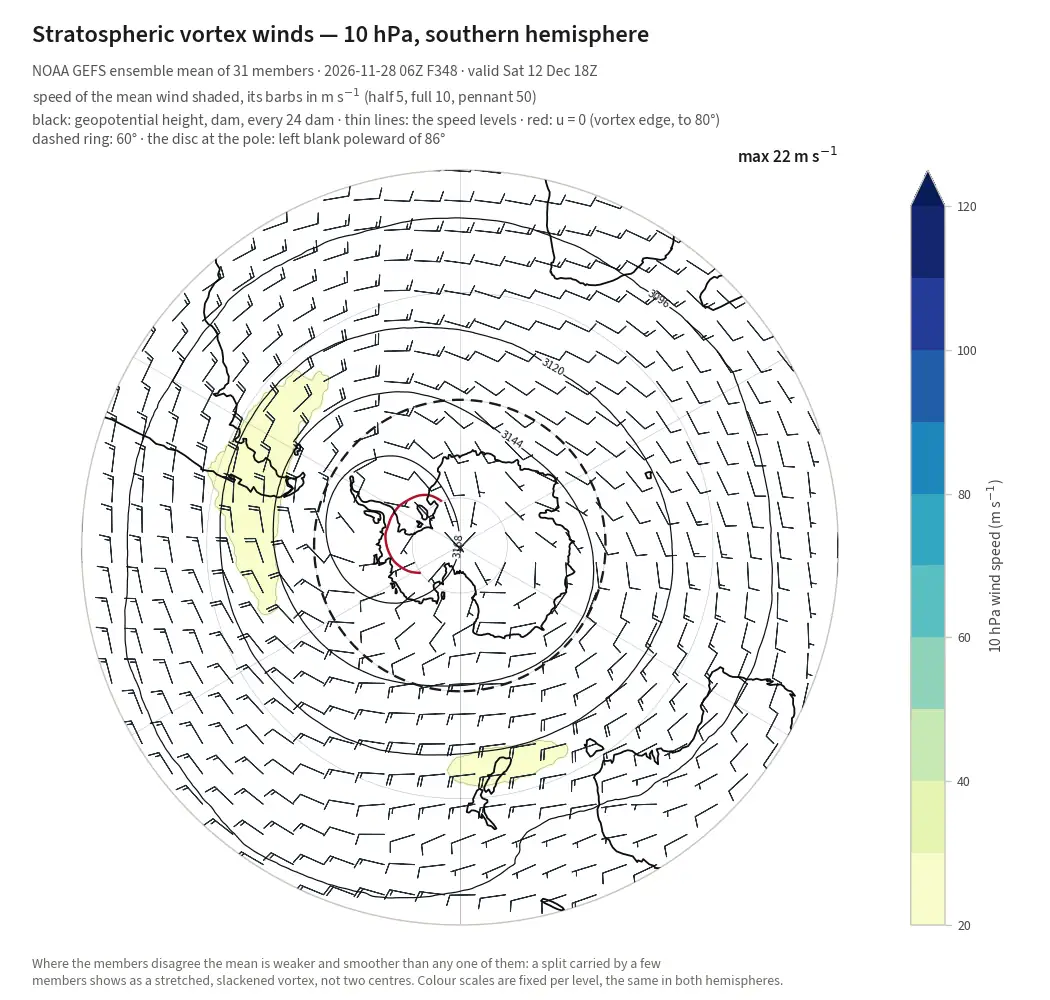 Stratospheric vortex winds — 10 hPa, southern hemisphere
NOAA GEFS ensemble mean of 31 members · 2026-11-28 06Z F348 · valid Sat 12 Dec 18Z
speed of the mean wind shaded, its barbs in m s⁻¹ (half 5, full 10, pennant 50)
black: geopotential height, dam, every 24 dam · thin lines: the speed levels · red: u = 0 (vortex edge, to 80°)
dashed ring: 60° · the disc at the pole: left blank poleward of 86°
max 22 m s⁻¹
3096
3120
3144
3168
120
100
80
60
40
20
10 hPa wind speed (m s⁻¹)
Where the members disagree the mean is weaker and smoother than any one of them: a split carried by a few
members shows as a stretched, slackened vortex, not two centres. Colour scales are fixed per level, the same in both hemispheres.